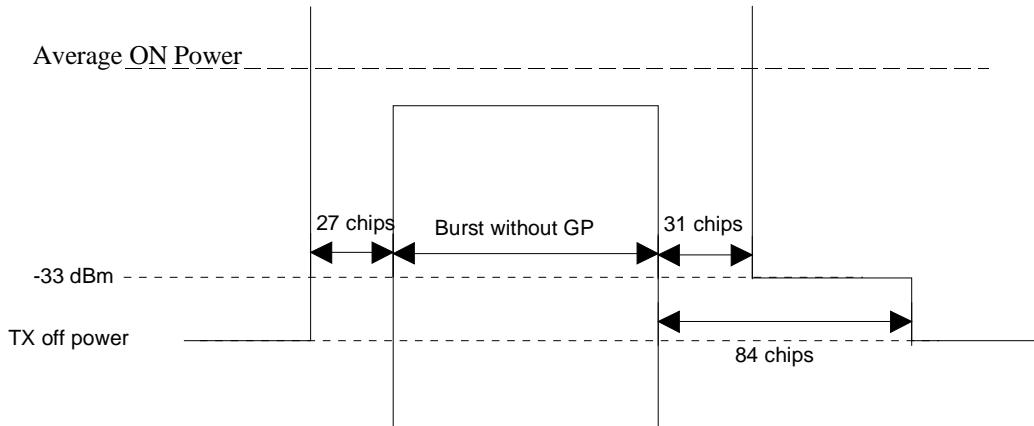 Average ON Power
27 chips
Burst without GP
31 chips
-33 dBm
TX off power
84 chips